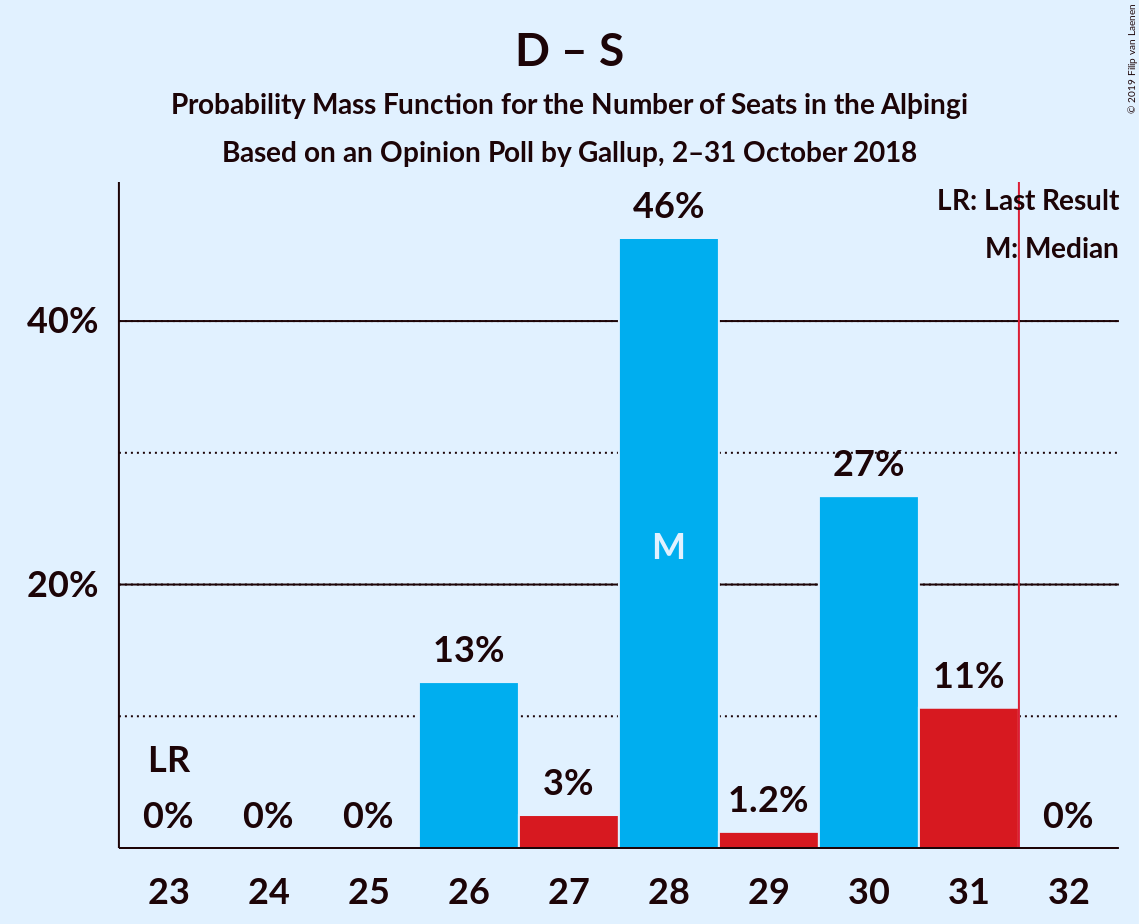 D – S
Probability Mass Function for the Number of Seats in the Alþingi
Based on an Opinion Poll by Gallup, 2–31 October 2018
© 2019 Filip van Laenen
LR: Last Result
M: Median
46%
40%
27%
M
20%
13%
11%
LR
3%
1.2%
0%
0%
0%
0%
23
24
25
26
27
28
29
30
31
32